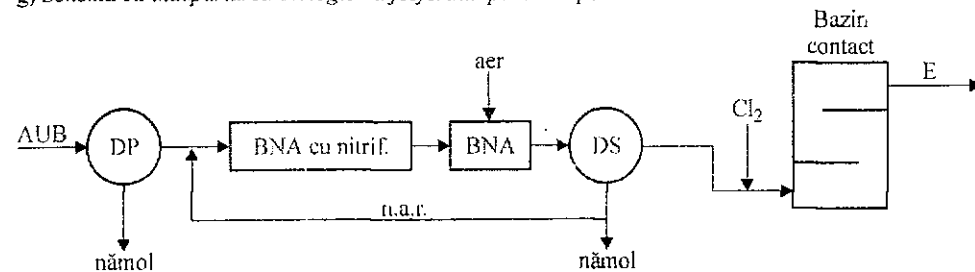 Bazin
contact
aer
E
Cl₂
AUB
DP
BNA cu nitrif.
BNA
DS
n.a.r.
nămol
nămol